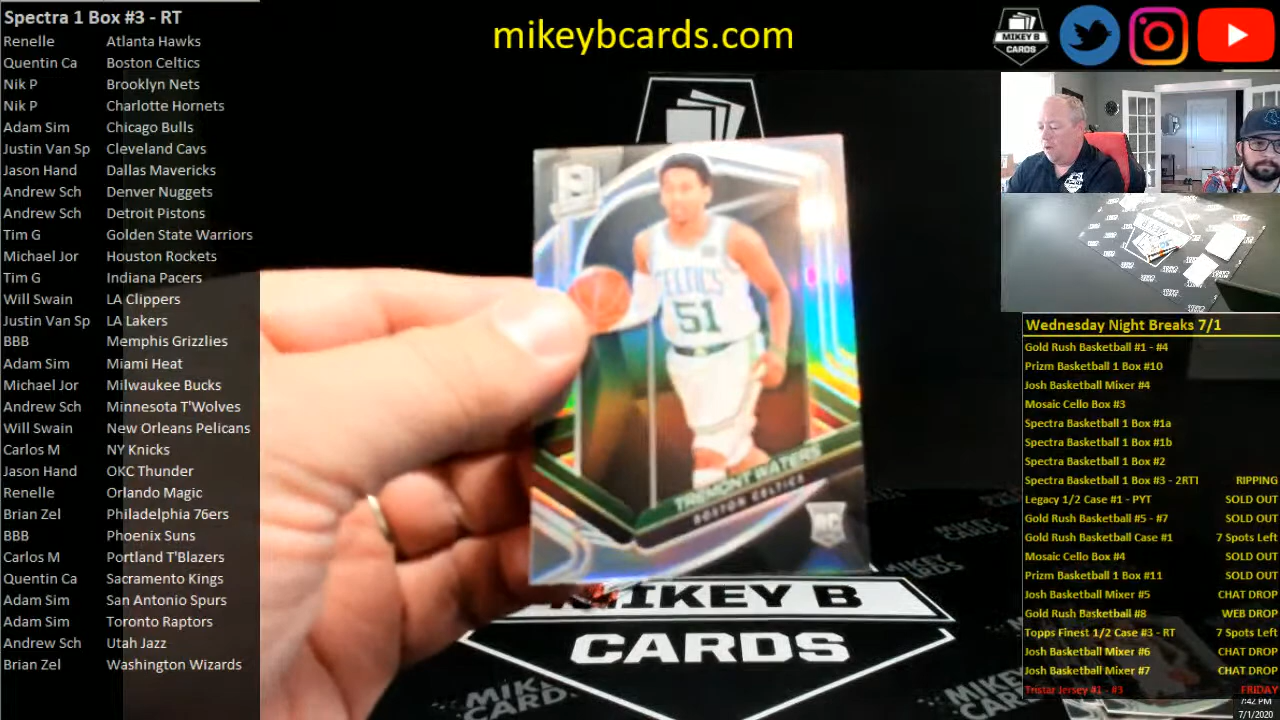 Spectra 1 Box #3 - RT
Renelle Atlanta Hawks
Quentin Ca Boston Celtics
Nik P Brooklyn Nets
Nik P Charlotte Hornets
Adam Sim Chicago Bulls
Justin Van Sp Cleveland Cavs
Jason Hand Dallas Mavericks
Andrew Sch Denver Nuggets
Andrew Sch Detroit Pistons
Tim G Golden State Warriors
Michael Jor Houston Rockets
Tim G Indiana Pacers
Will Swain LA Clippers
Justin Van Sp LA Lakers
BBB Memphis Grizzlies
Adam Sim Miami Heat
Michael Jor Milwaukee Bucks
Andrew Sch Minnesota T'Wolves
Will Swain New Orleans Pelicans
Carlos M NY Knicks
Jason Hand OKC Thunder
Renelle Orlando Magic
Brian Zel Philadelphia 76ers
BBB Phoenix Suns
Carlos M Portland T'Blazers
Quentin Ca Sacramento Kings
Adam Sim San Antonio Spurs
Adam Sim Toronto Raptors
Andrew Sch Utah Jazz
Brian Zel Washington Wizards
mikeybcards.com
MIKEY B
CARDS
CELTICS
51
TREMONT WATERS
BOSTON CELTICS
RC
MIKEY B
CARDS
Wednesday Night Breaks 7/1
Gold Rush Basketball #1 - #4
Prizm Basketball 1 Box #10
Josh Basketball Mixer #4
Mosaic Cello Box #3
Spectra Basketball 1 Box #1a
Spectra Basketball 1 Box #1b
Spectra Basketball 1 Box #2
Spectra Basketball 1 Box #3 - 2RTT RIPPING
Legacy 1/2 Case #1 - PYT SOLD OUT
Gold Rush Basketball #5 - #7 SOLD OUT
Gold Rush Basketball Case #1 7 Spots Left
Mosaic Cello Box #4 SOLD OUT
Prizm Basketball 1 Box #11 SOLD OUT
Josh Basketball Mixer #5 CHAT DROP
Gold Rush Basketball #8 WEB DROP
Topps Finest 1/2 Case #3 - RT 7 Spots Left
Josh Basketball Mixer #6 CHAT DROP
Josh Basketball Mixer #7 CHAT DROP
Tristar Jersey #1 - #3 FRIDAY
7:42 PM
7/1/2020